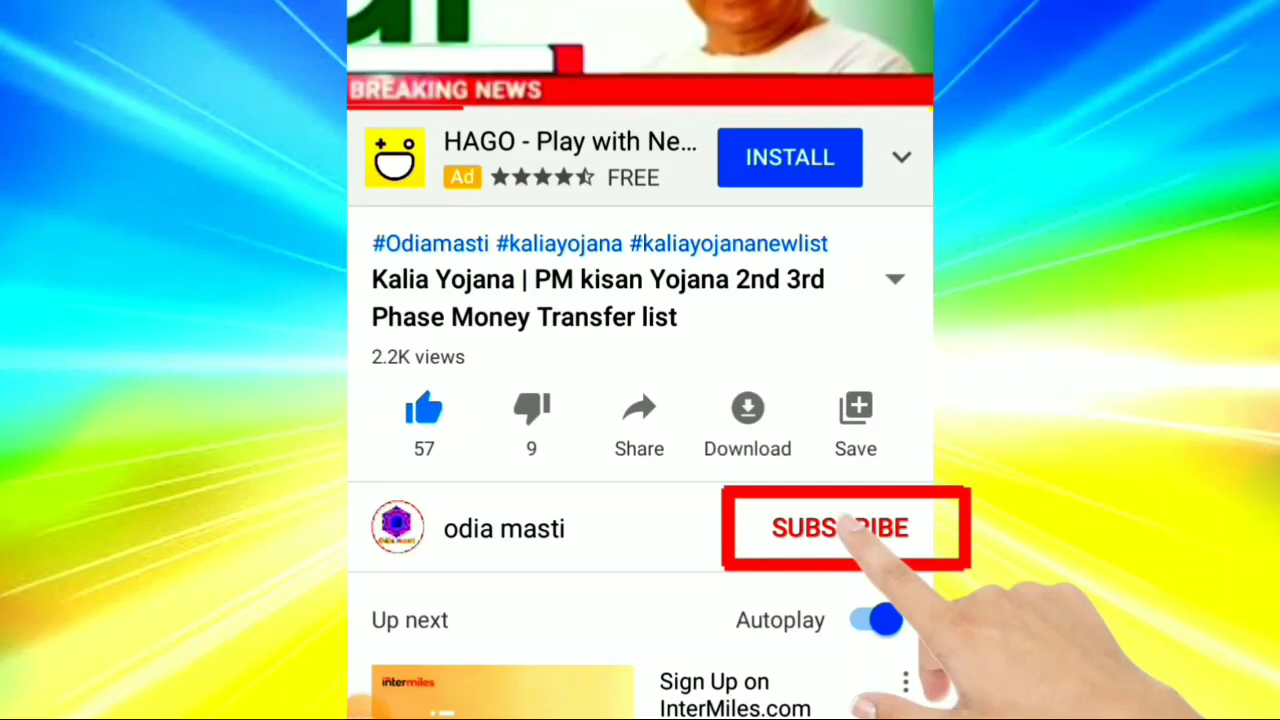 BREAKING NEWS
HAGO - Play with Ne...
INSTALL
Ad
FREE
#Odiamasti #kaliayojana #kaliayojananewlist
Kalia Yojana | PM kisan Yojana 2nd 3rd
Phase Money Transfer list
2.2K views
57
9
Share
Download
Save
odia masti
SUBSCRIBE
Up next
Autoplay
intermiles
Sign Up on
InterMiles.com